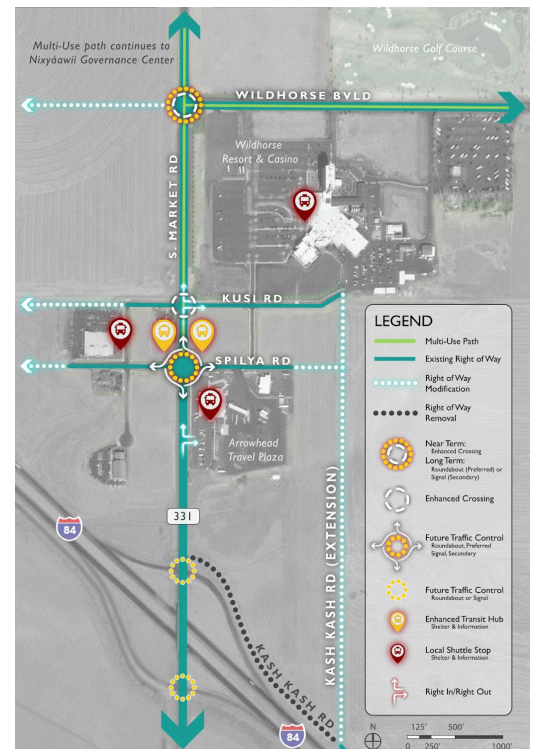 Multi-Use path continues to
Nixyáawii Governance Center
Wildhorse Golf Course
WILDHORSE BVLD
Wildhorse
Resort & Casino
S. MARKET RD
KUSI RD
SPILYA RD
Arrowhead
Travel Plaza
331
84
KASH KASH RD (EXTENSION)
KASH KASH RD
84
LEGEND
Multi-Use Path
Existing Right of Way
Right of Way
Modification
Right of Way
Removal
Near Term:
Enhanced Crossing
Long Term:
Roundabout (Preferred) or
Signal (Secondary)
Enhanced Crossing
Future Traffic Control
Roundabout, Preferred
Signal, Secondary
Future Traffic Control
Roundabout or Signal
Enhanced Transit Hub
Shelter & Information
Local Shuttle Stop
Shelter & Information
Right In/Right Out
N
125' 500'
0 250' 1000'